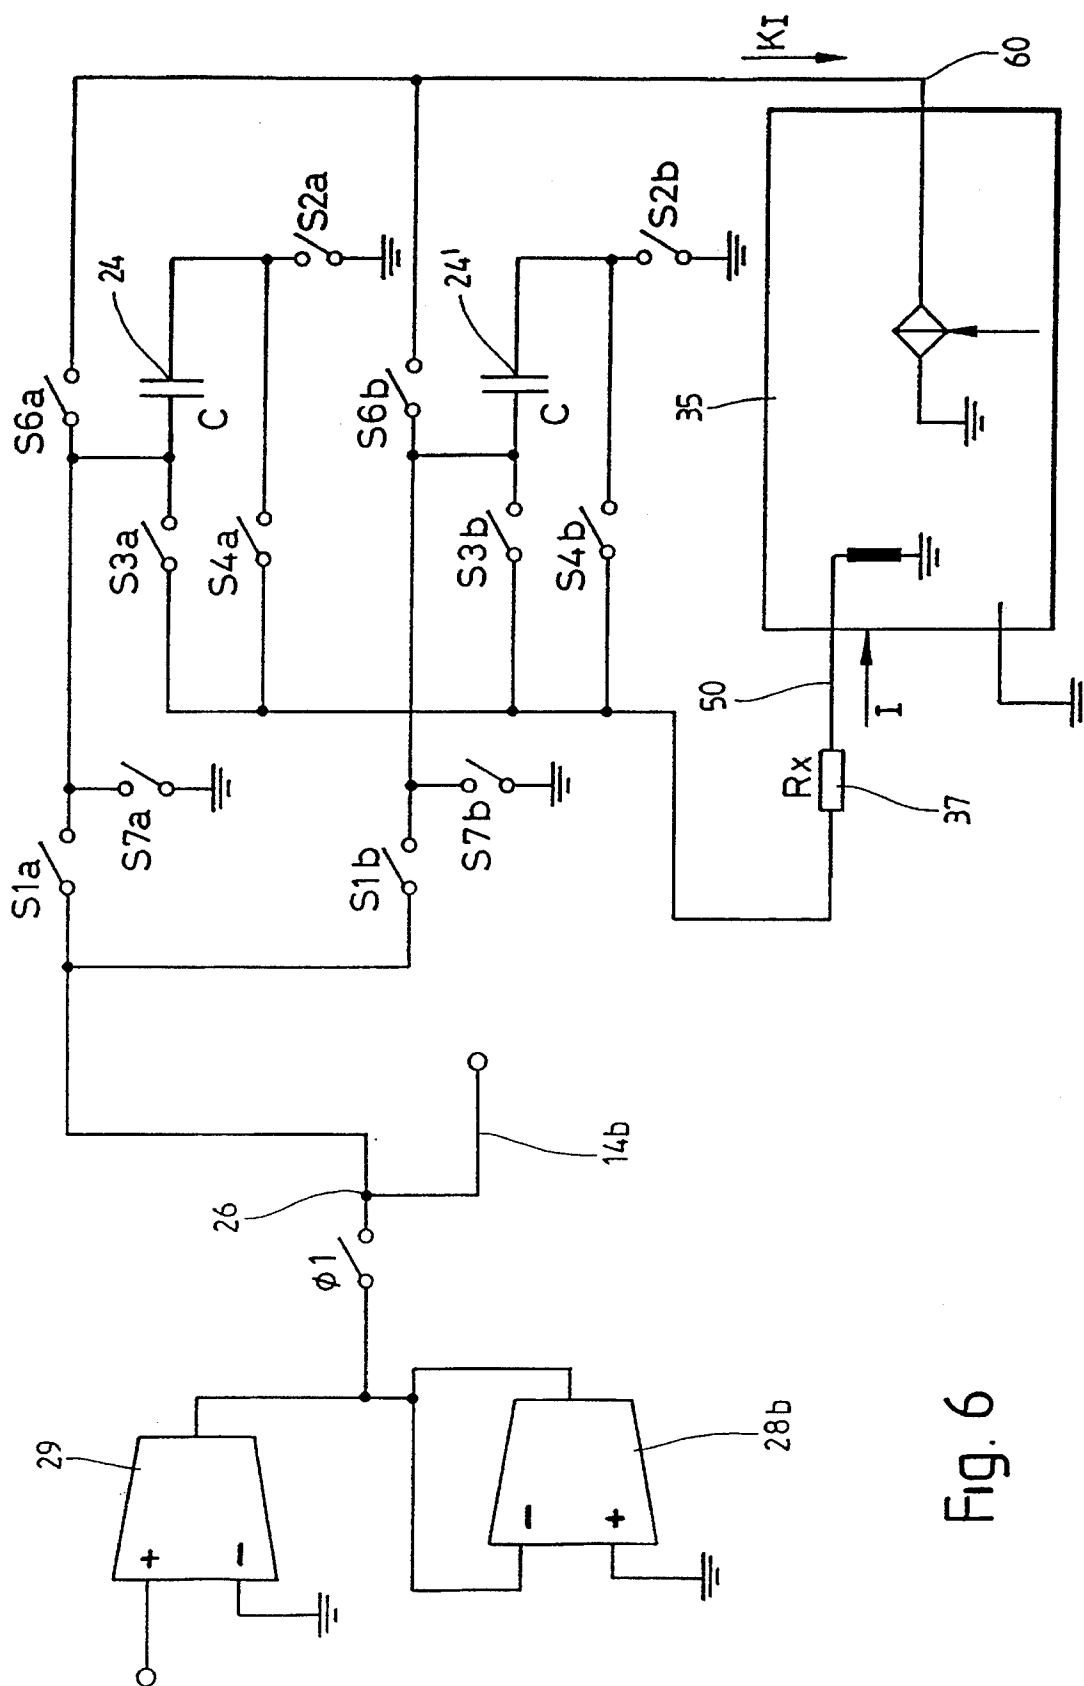 29
+
−
28b
−
+
ϕ1
26
14b
S1a
S7a
S1b
S7b
S3a
S4a
S3b
S4b
S6a
C
24
S2a
S6b
C
24'
S2b
KI
60
Rx
37
50
I
35
Fig. 6